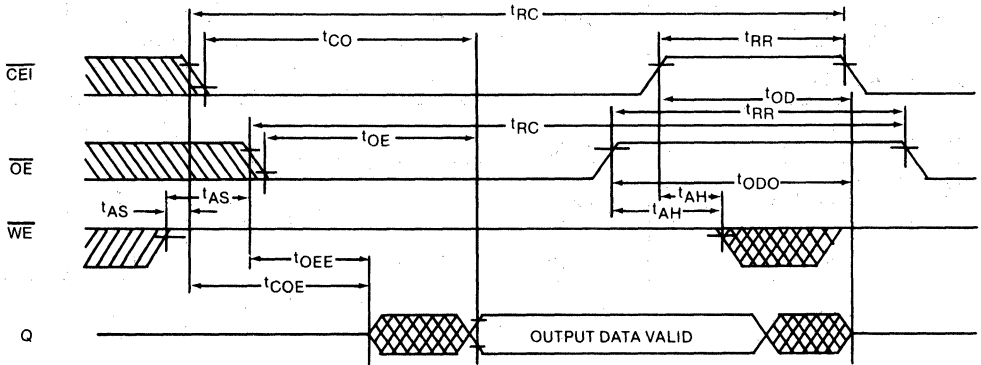 tRC
tCO
tRR
CEI
tOD
tRR
tRC
tOE
OE
tODO
tAS
tAS
tAH
tAH
WE
tOEE
tCOE
Q
OUTPUT DATA VALID